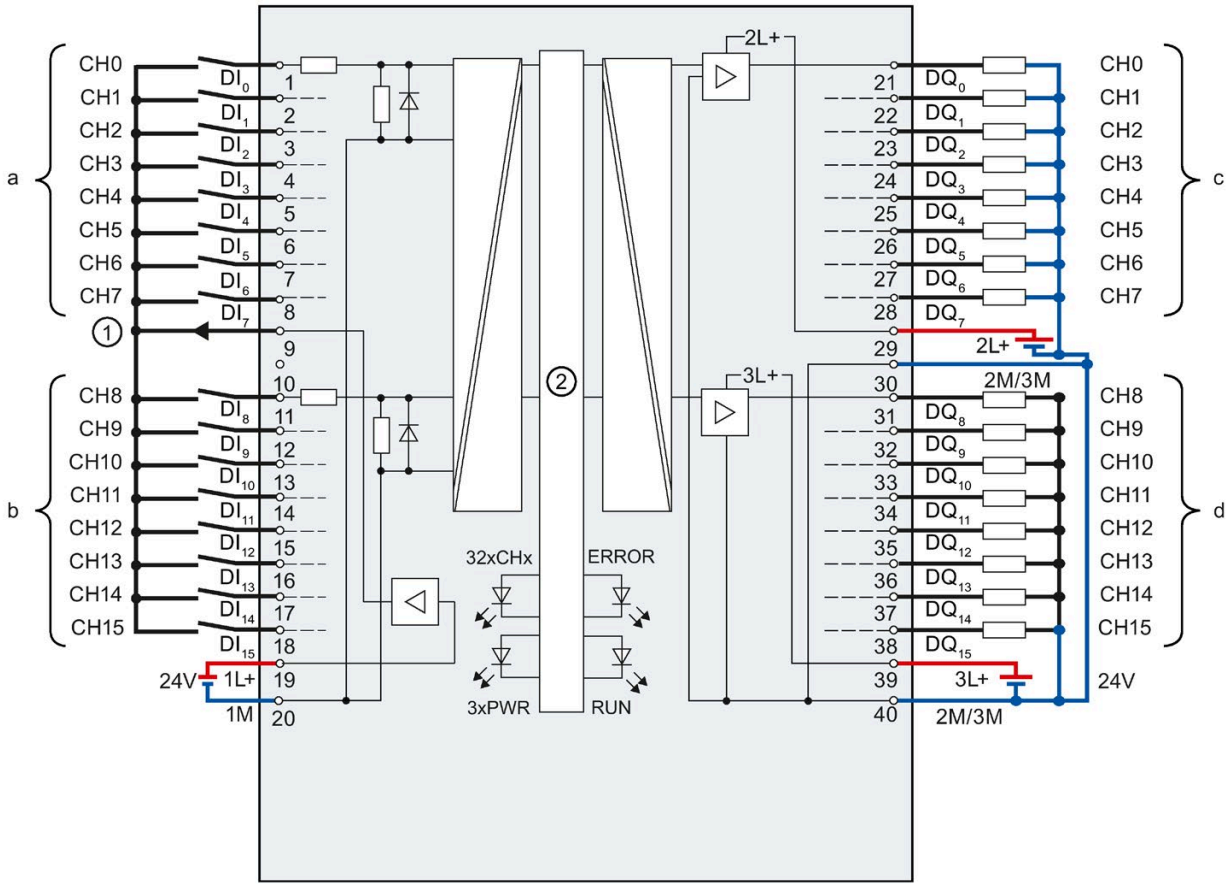 2L+
CH0 DI0 1 21 DQ0 CH0
CH1 DI1 2 22 DQ1 CH1
CH2 DI2 3 23 DQ2 CH2
CH3 DI3 4 24 DQ3 CH3
a CH4 DI4 5 25 DQ4 CH4 c
CH5 DI5 6 26 DQ5 CH5
CH6 DI6 7 27 DQ6 CH6
CH7 DI7 8 28 DQ7 CH7
① 9 29 2L+
10 30 2M/3M
② 3L+
CH8 DI8 11 31 DQ8 CH8
CH9 DI9 12 32 DQ9 CH9
CH10 DI10 13 33 DQ10 CH10
CH11 DI11 14 34 DQ11 CH11
b CH12 DI12 15 35 DQ12 CH12 d
CH13 DI13 16 32xCHx ERROR 36 DQ13 CH13
CH14 DI14 17 37 DQ14 CH14
CH15 DI15 18 38 DQ15 CH15
24V 1L+ 19 39 3L+ 24V
1M 20 3xPWR RUN 40 2M/3M